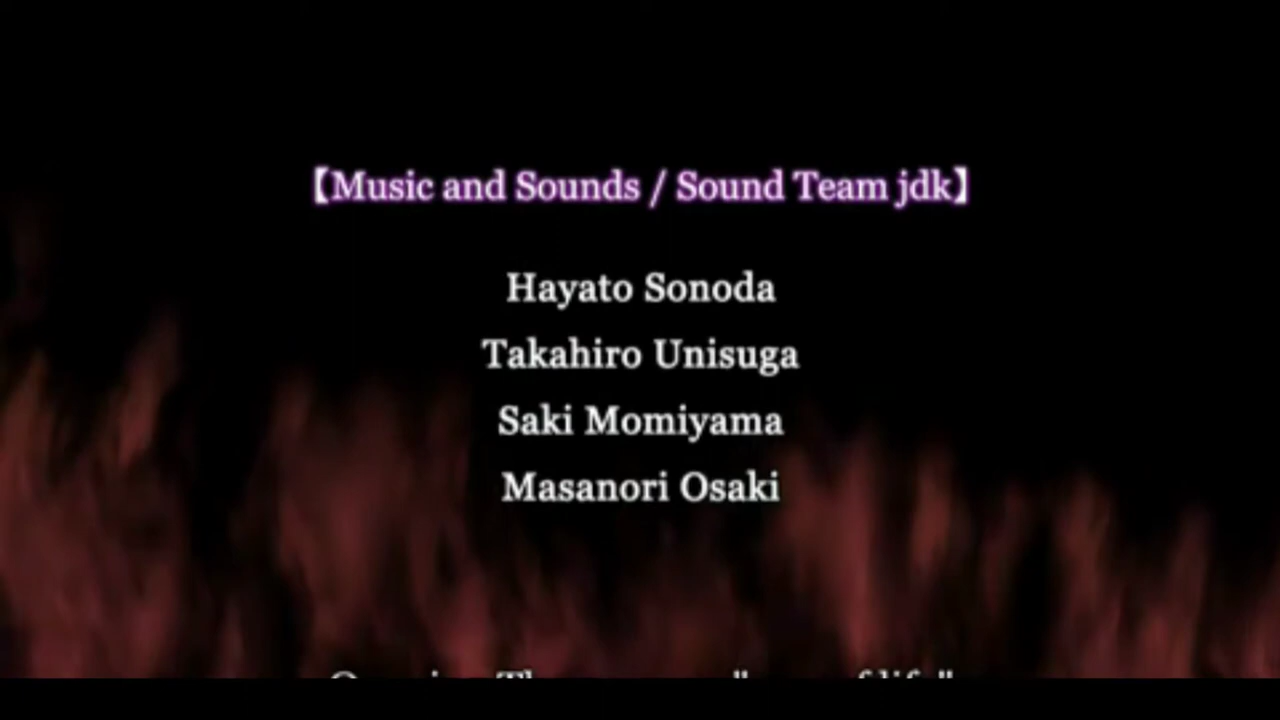 【Music and Sounds / Sound Team jdk】
Hayato Sonoda
Takahiro Unisuga
Saki Momiyama
Masanori Osaki